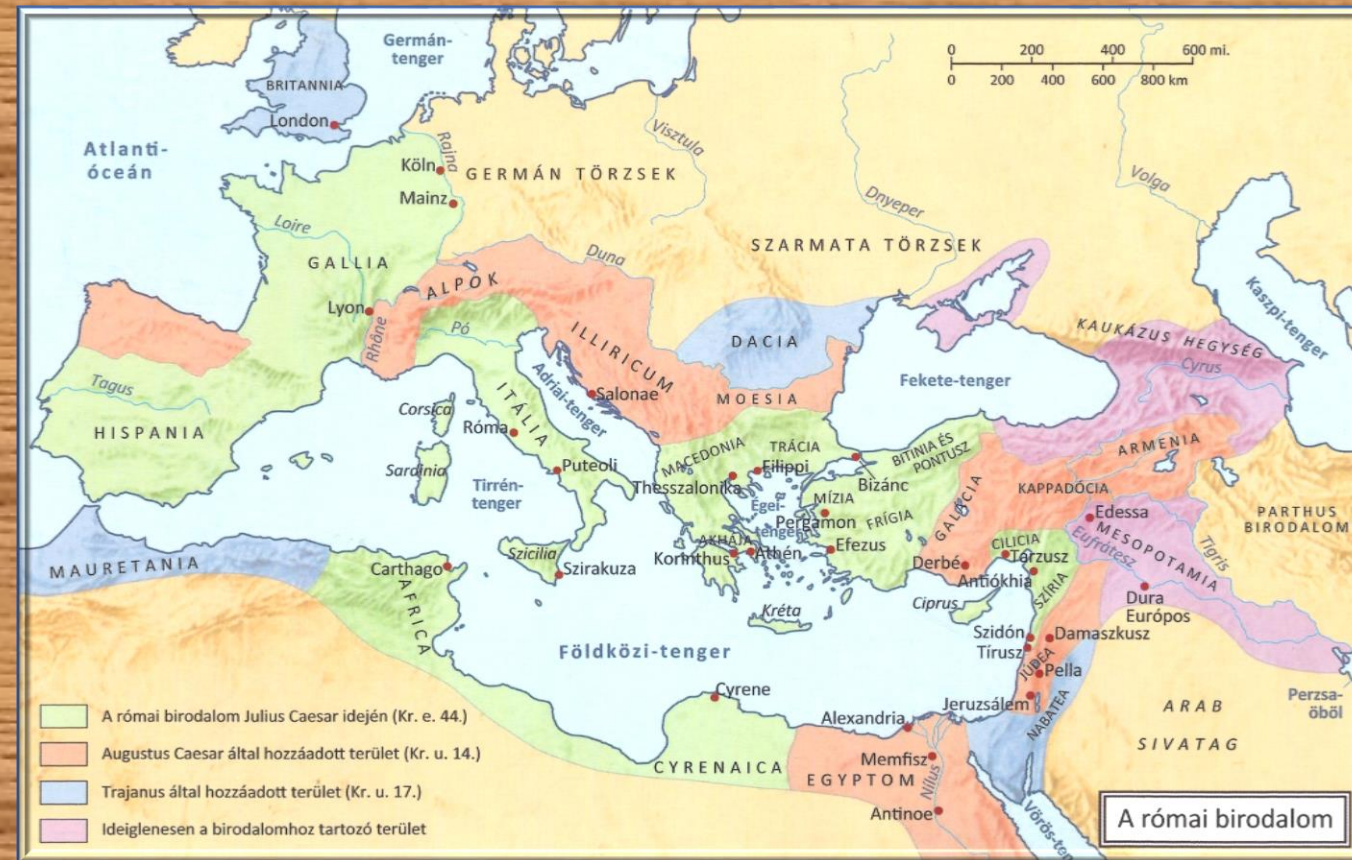 Germán-
tenger
0 200 400 600 mi.
0 200 400 600 800 km
BRITANNIA
London
Atlanti-
óceán
Rajna
Visztula
Köln
GERMÁN TÖRZSEK
Mainz
Dnyeper
Volga
Loire
GALLIA
Duna
SZARMATA TÖRZSEK
Lyon
ALPOK
Rhône
Pó
ILLIRICUM
DACIA
Kaszpi-tenger
KAUKÁZUS HEGYSÉG
Cyrus
Fekete-tenger
Tagus
HISPANIA
Corsica
Adriai-tenger
Salonae
MOESIA
Róma
ITÁLIA
Sardinia
Puteoli
Tirrén-
tenger
MACEDONIA
TRÁCIA
Filippi
Thesszalonika
Bizánc
BITINIA ÉS
PONTUSZ
ARMENIA
KAPPADÓCIA
GALÁCIA
MÍZIA
Pergamon
FRÍGIA
Égei-
tenger
AKHÁJA
Korinthus
Athén
Efezus
Edessa
MESOPOTAMIA
Eufrátesz
Tigris
PARTHUS
BIRODALOM
CILICIA
Tarzusz
Derbé
Antiókhia
SZÍRIA
Dura
Európos
MAURETANIA
Carthago
AFRICA
Szicilia
Szirakuza
Kréta
Ciprus
Földközi-tenger
Szidón
Damaszkusz
Tírusz
JÚDEA
Pella
Jeruzsálem
NABATEA
Perzsa-
öböl
ARAB
SIVATAG
Cyrene
CYRENAICA
Alexandria
Memfisz
EGYPTOM
Nílus
Antinoe
Vörös-ten
A római birodalom Julius Caesar idején (Kr. e. 44.)
Augustus Caesar által hozzáadott terület (Kr. u. 14.)
Trajanus által hozzáadott terület (Kr. u. 17.)
Ideiglenesen a birodalomhoz tartozó terület
A római birodalom